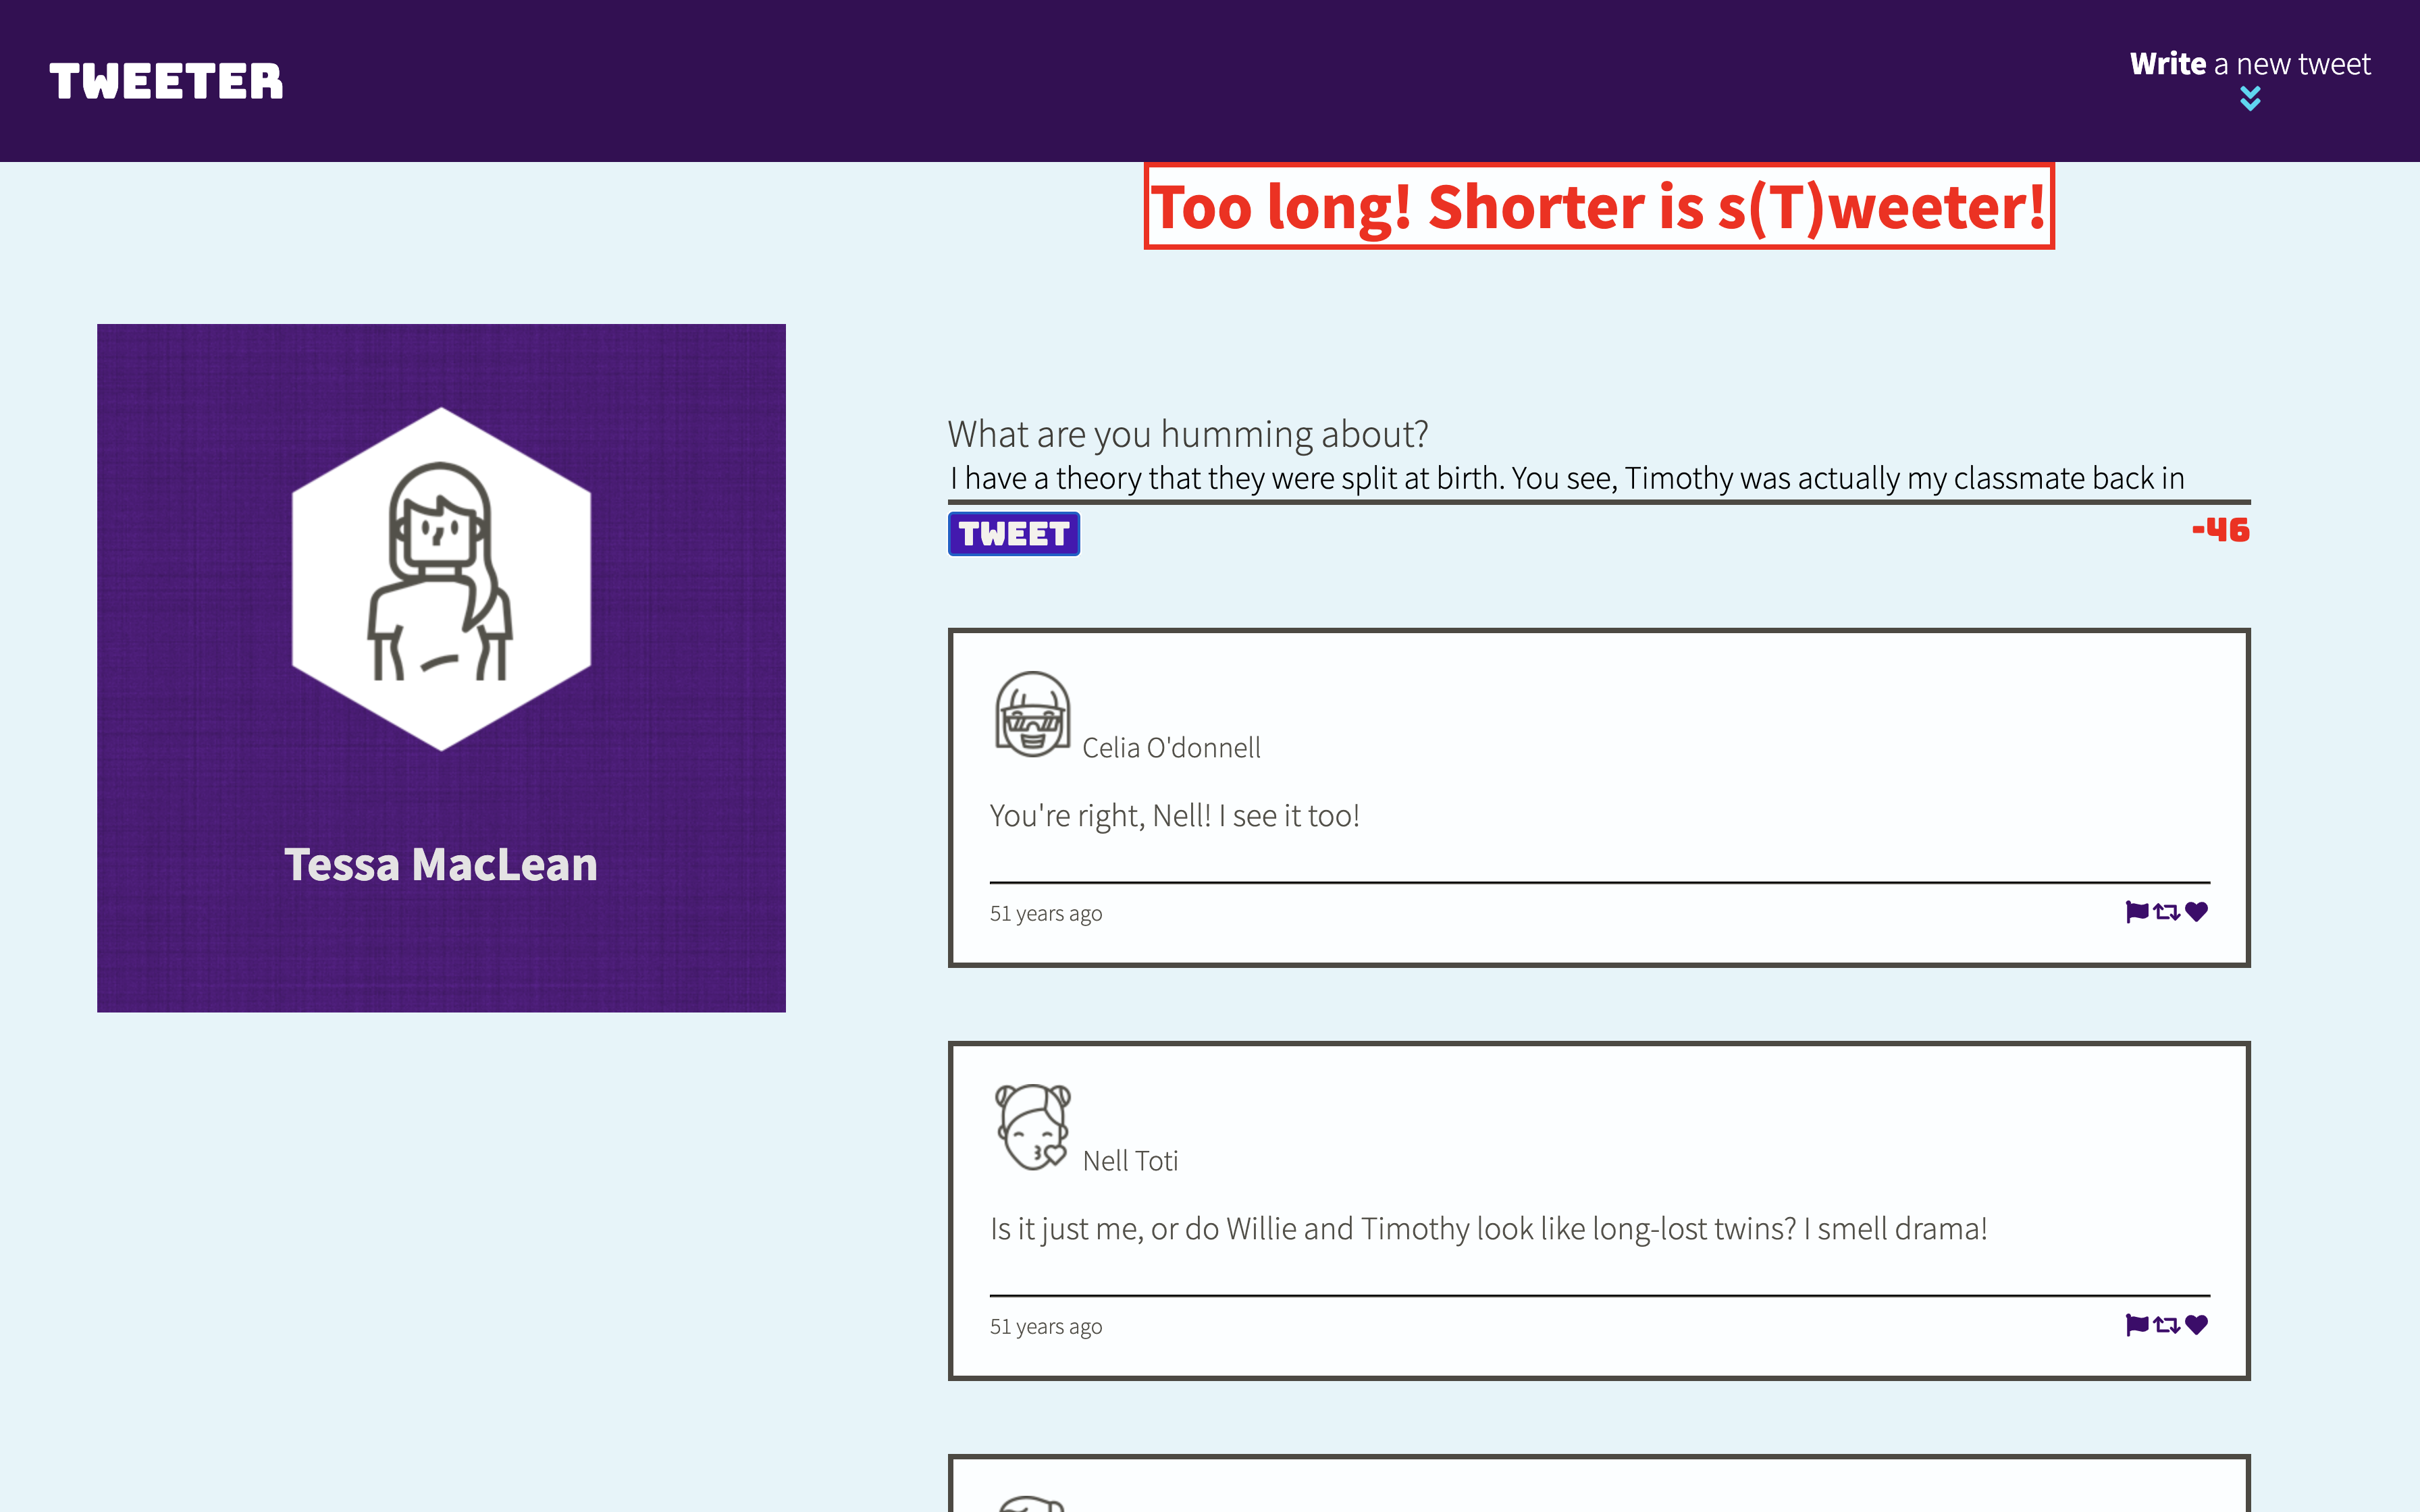 TWEETER
Write a new tweet
Too long! Shorter is s(T)weeter!
Tessa MacLean
What are you humming about?
I have a theory that they were split at birth. You see, Timothy was actually my classmate back in
TWEET
-46
Celia O'donnell
You're right, Nell! I see it too!
51 years ago
Nell Toti
Is it just me, or do Willie and Timothy look like long-lost twins? I smell drama!
51 years ago